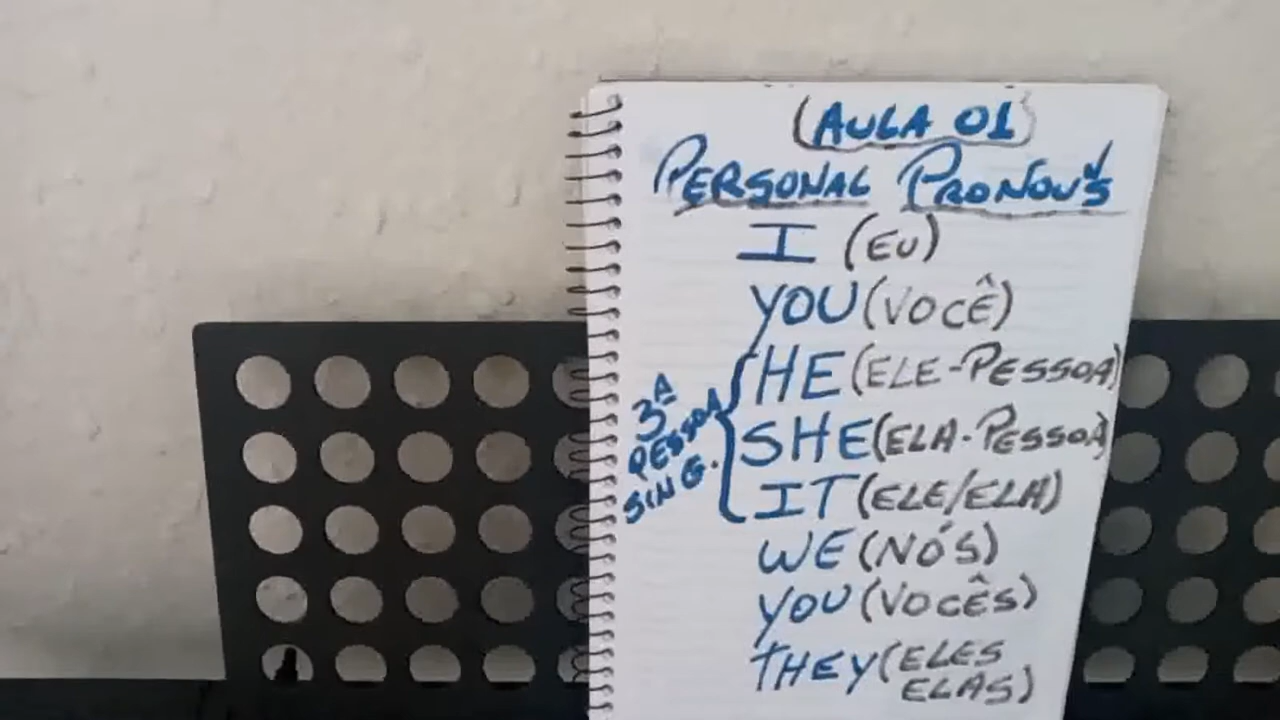 (AULA 01)
PERSONAL PRONOUNS
I (EU)
YOU (VOCÊ)
HE (ELE-PESSOA)
SHE (ELA-PESSOA)
IT (ELE/ELA)
3ª PESSOA SING.
WE (NÓS)
YOU (VOCÊS)
THEY (ELES
ELAS)